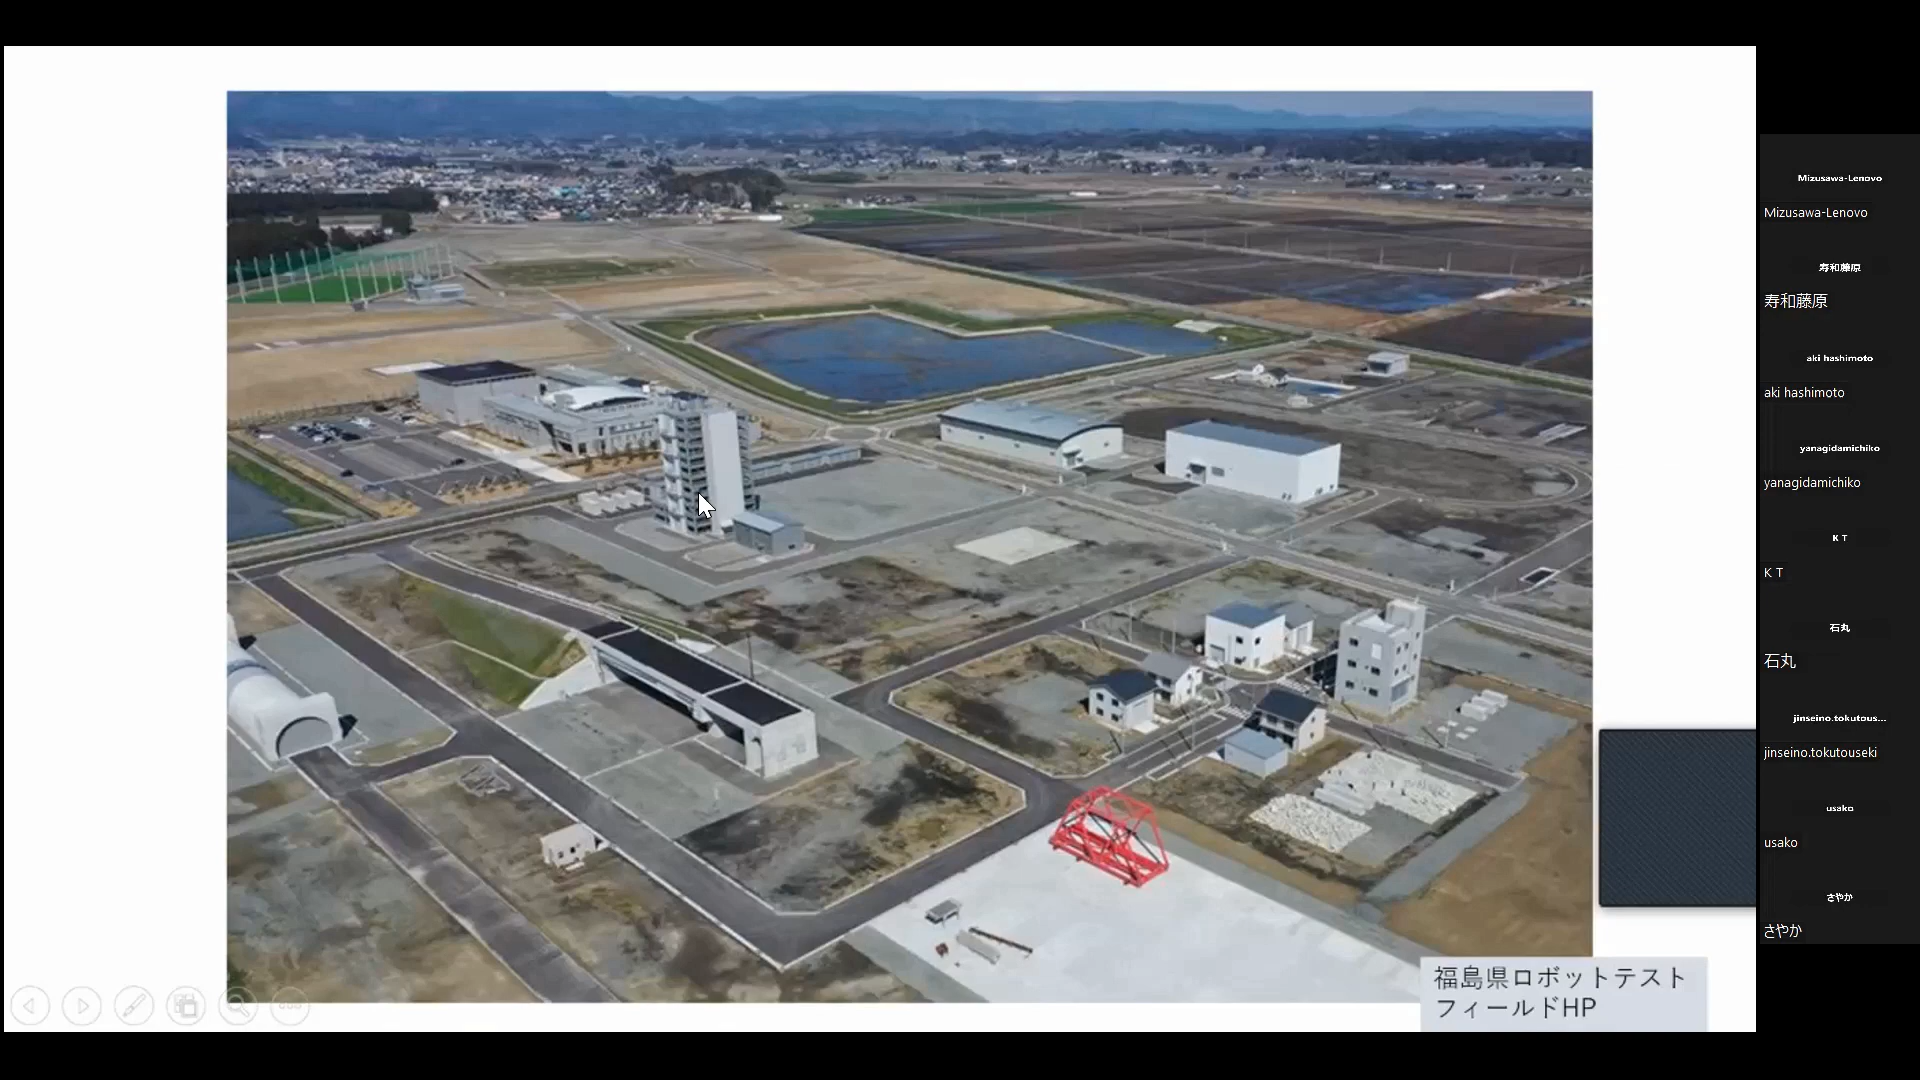 Mizusawa-Lenovo
Mizusawa-Lenovo
寿和藤原
寿和藤原
aki hashimoto
aki hashimoto
yanagidamichiko
yanagidamichiko
K T
K T
石丸
石丸
jinseino.tokutous...
jinseino.tokutouseki
usako
usako
さやか
さやか
福島県ロボットテスト
フィールドHP